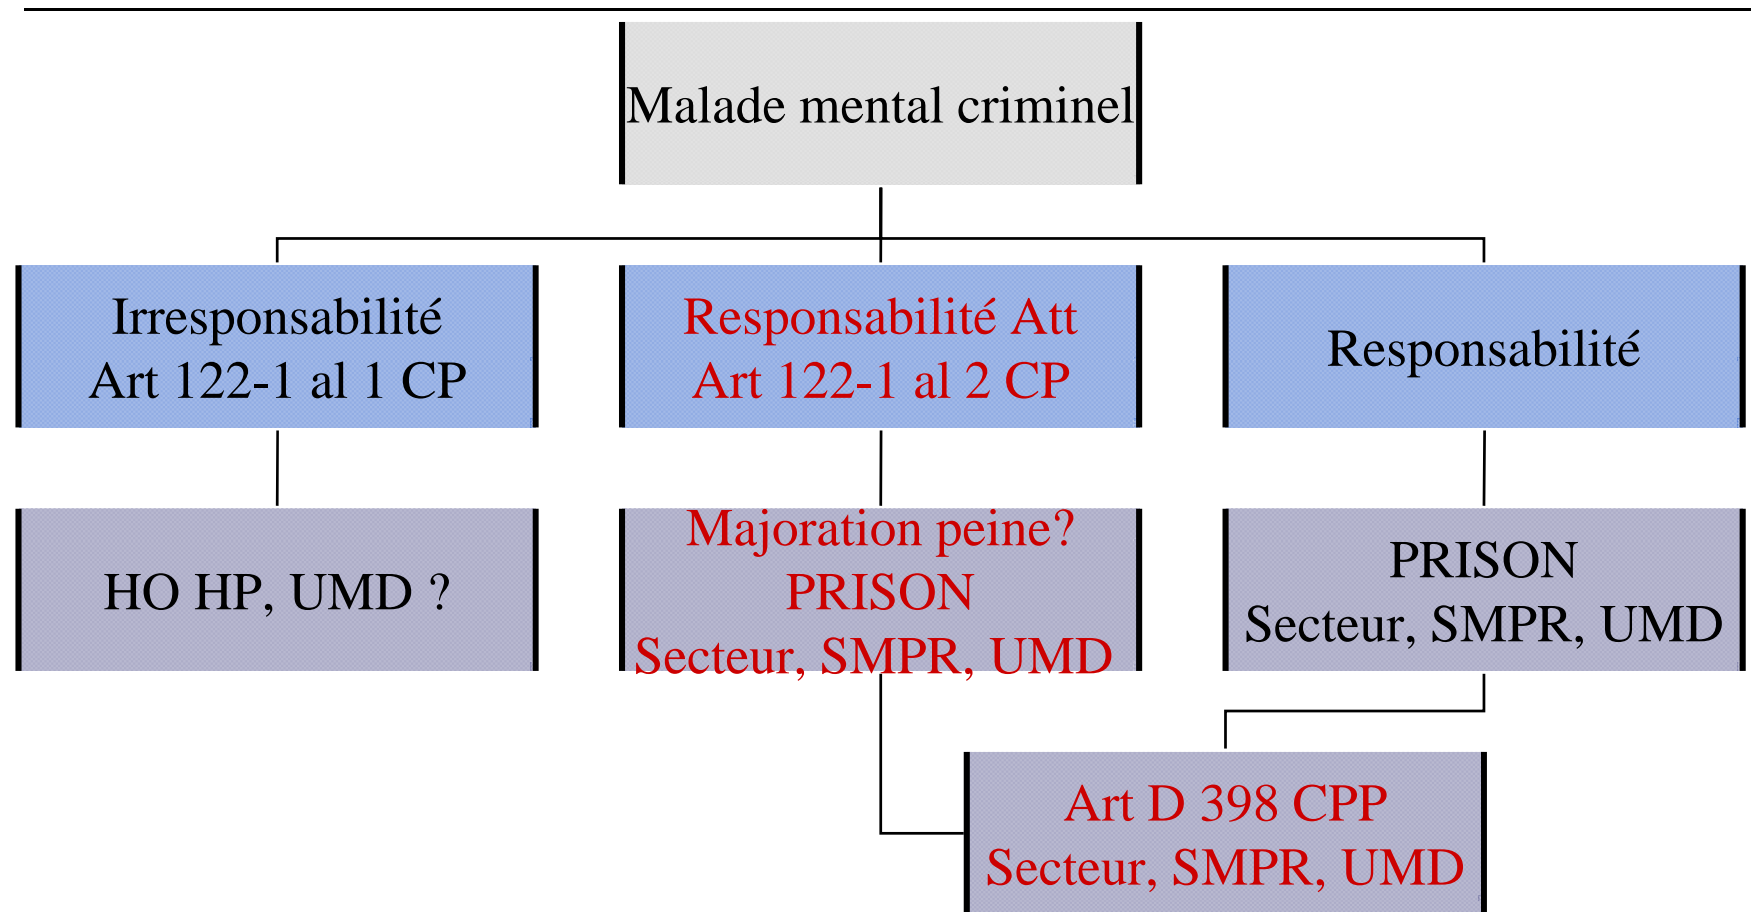 Malade mental criminel
Irresponsabilité
Art 122-1 al 1 CP
Responsabilité Att
Art 122-1 al 2 CP
Responsabilité
HO HP, UMD ?
Majoration peine?
PRISON
Secteur, SMPR, UMD
PRISON
Secteur, SMPR, UMD
Art D 398 CPP
Secteur, SMPR, UMD